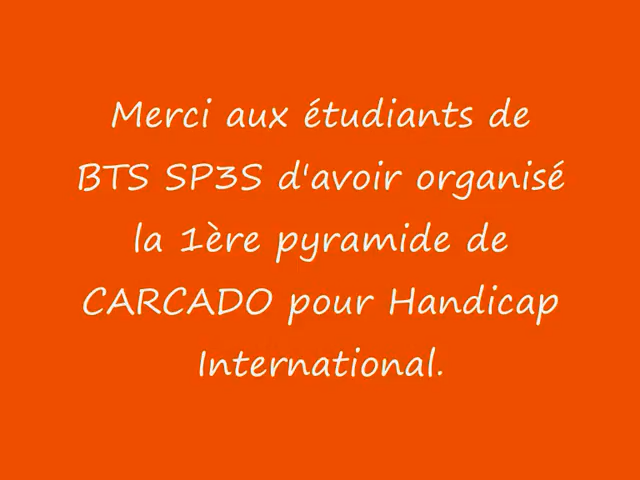 Merci aux étudiants de
BTS SP3S d'avoir organisé
la 1ère pyramide de
CARCADO pour Handicap
International.